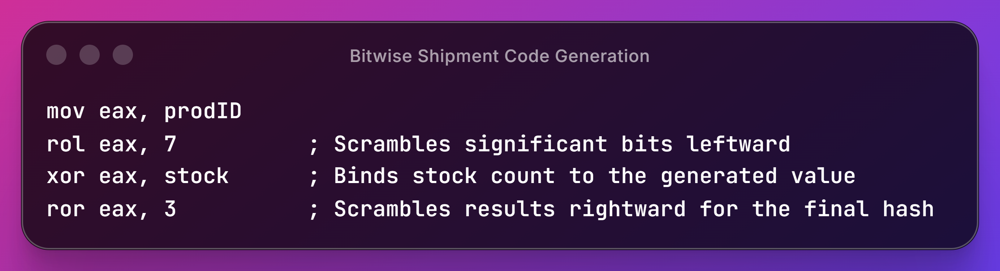 Bitwise Shipment Code Generation
mov eax, prodID
rol eax, 7          ; Scrambles significant bits leftward
xor eax, stock      ; Binds stock count to the generated value
ror eax, 3          ; Scrambles results rightward for the final hash